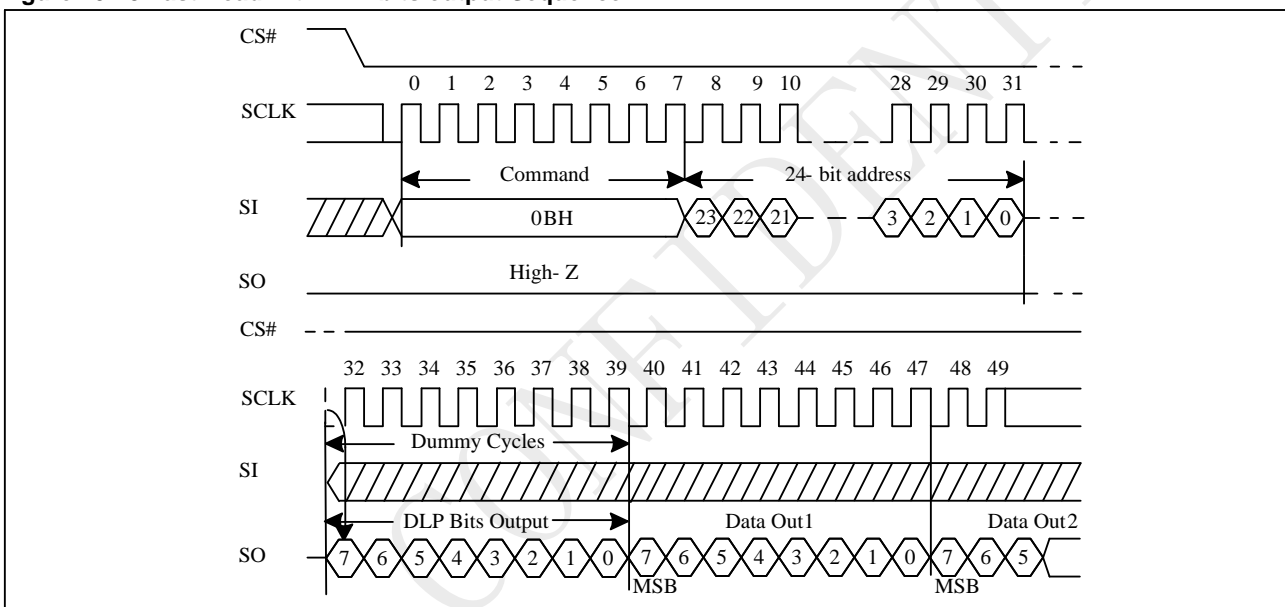 CS#
0 1 2 3 4 5 6 7 8 9 10 28 29 30 31
SCLK
Command 24- bit address
SI 0BH 23 22 21 3 2 1 0
High- Z
SO
CS#
32 33 34 35 36 37 38 39 40 41 42 43 44 45 46 47 48 49
SCLK
Dummy Cycles
SI
DLP Bits Output Data Out1 Data Out2
SO 7 6 5 4 3 2 1 0 7 6 5 4 3 2 1 0 7 6 5
MSB MSB